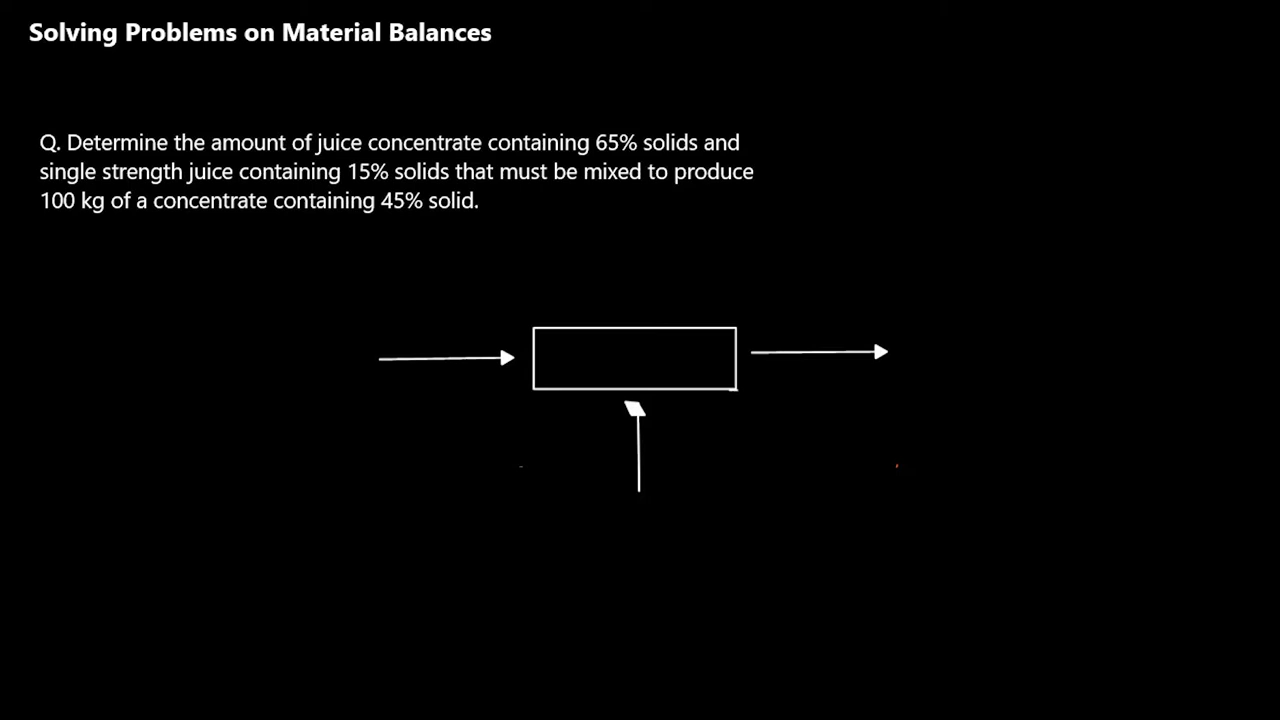 Solving Problems on Material Balances
Q. Determine the amount of juice concentrate containing 65% solids and
single strength juice containing 15% solids that must be mixed to produce
100 kg of a concentrate containing 45% solid.